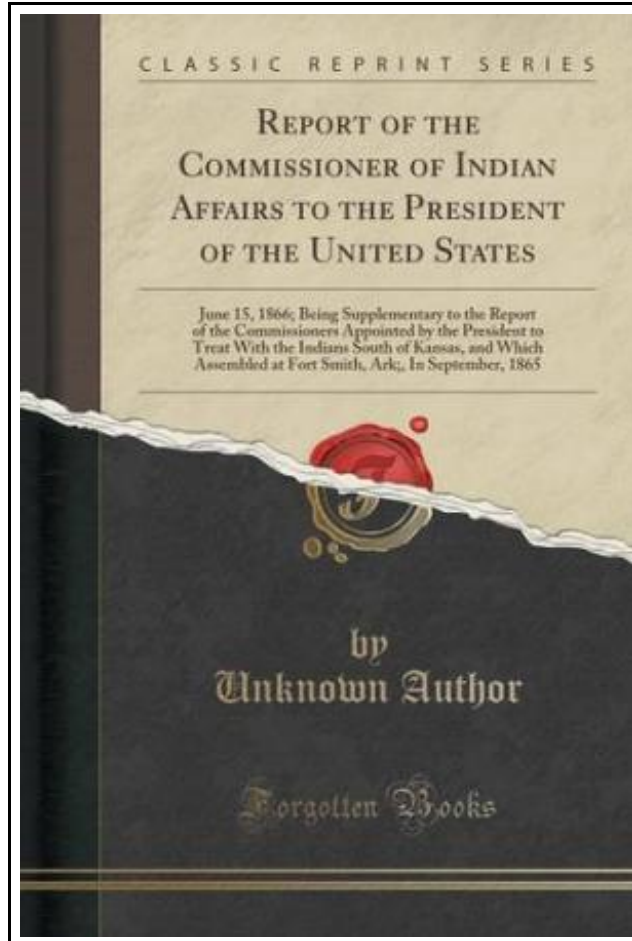 CLASSIC REPRINT SERIES
REPORT OF THE
COMMISSIONER OF INDIAN
AFFAIRS TO THE PRESIDENT
OF THE UNITED STATES
June 15, 1866; Being Supplementary to the Report
of the Commissioners Appointed by the President to
Treat With the Indians South of Kansas, and Which
Assembled at Fort Smith, Ark;, In September, 1865
by
Unknown Author
Forgotten Books